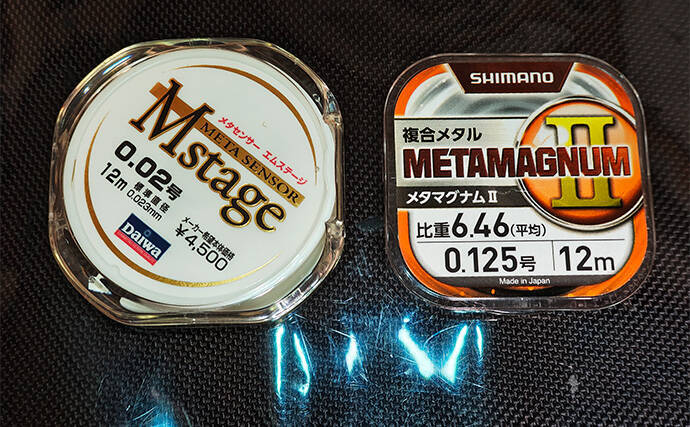 メタセンサー エムステージ
META SENSOR
Mstage
0.02号
12m 標準直径
0.023mm
Daiwa
メーカー希望本体価格
¥4,500
SHIMANO
複合メタル
METAMAGNUM II
メタマグナムⅡ
比重6.46(平均)
0.125号 12m
Made in Japan